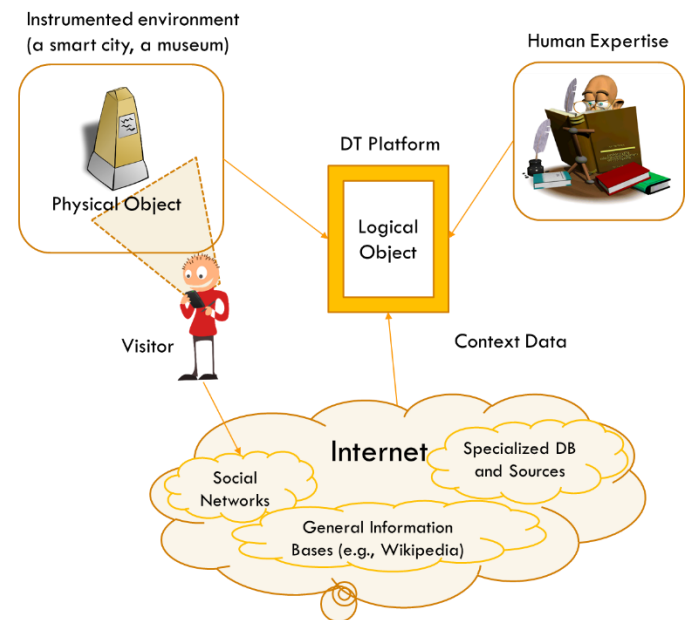 Instrumented environment
(a smart city, a museum)
Human Expertise
Physical Object
DT Platform
Logical
Object
Visitor
Context Data
Internet
Social
Networks
Specialized DB
and Sources
General Information
Bases (e.g., Wikipedia)